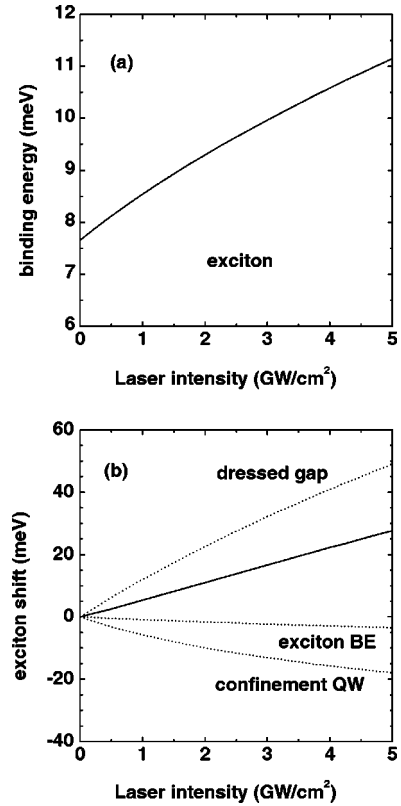 12
(a)
11
10
9
8
exciton
7
6
0 1 2 3 4 5
binding energy (meV)
Laser intensity (GW/cm²)
60
(b)
dressed gap
40
20
0
exciton BE
-20
confinement QW
-40
0 1 2 3 4 5
exciton shift (meV)
Laser intensity (GW/cm²)